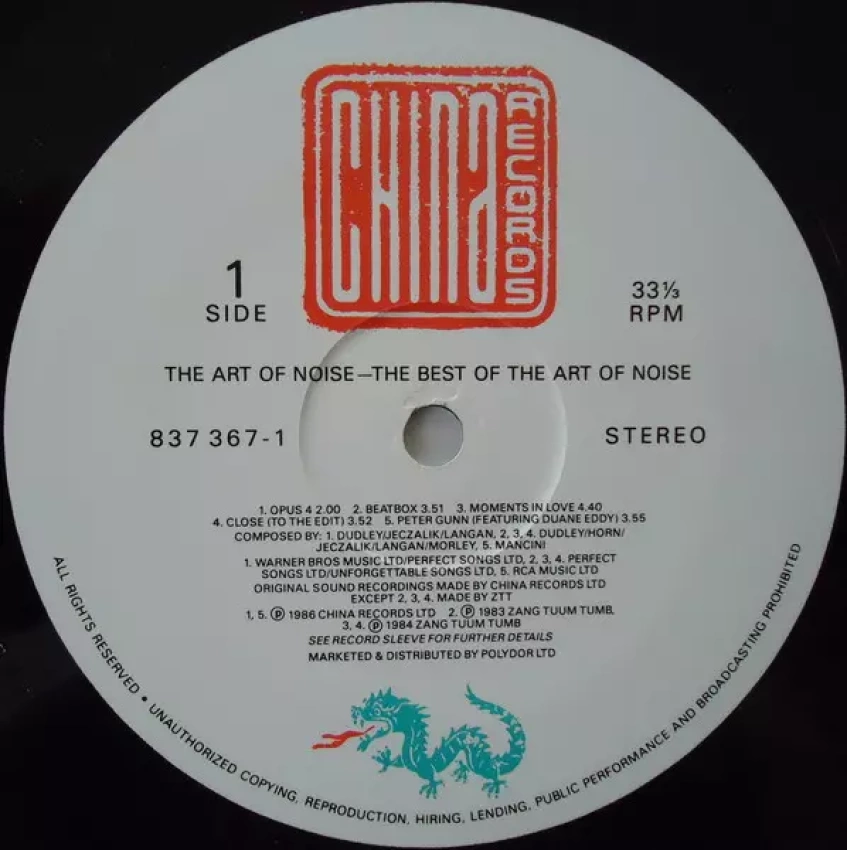 CHINA
RECORDS
1
SIDE
33⅓
RPM
THE ART OF NOISE—THE BEST OF THE ART OF NOISE
837 367-1
STEREO
1. OPUS 4 2.00 2. BEATBOX 3.51 3. MOMENTS IN LOVE 4.40
4. CLOSE (TO THE EDIT) 3.52 5. PETER GUNN (FEATURING DUANE EDDY) 3.55
COMPOSED BY: 1. DUDLEY/JECZALIK/LANGAN, 2, 3, 4. DUDLEY/HORN/
JECZALIK/LANGAN/MORLEY, 5. MANCINI
1. WARNER BROS MUSIC LTD/PERFECT SONGS LTD, 2, 3, 4. PERFECT
SONGS LTD/UNFORGETTABLE SONGS LTD, 5. RCA MUSIC LTD
ORIGINAL SOUND RECORDINGS MADE BY CHINA RECORDS LTD
EXCEPT 2, 3, 4. MADE BY ZTT
1, 5. ℗ 1986 CHINA RECORDS LTD 2. ℗ 1983 ZANG TUUM TUMB,
3, 4. ℗ 1984 ZANG TUUM TUMB
SEE RECORD SLEEVE FOR FURTHER DETAILS
MARKETED & DISTRIBUTED BY POLYDOR LTD
ALL RIGHTS RESERVED • UNAUTHORIZED COPYING, REPRODUCTION, HIRING, LENDING, PUBLIC PERFORMANCE AND BROADCASTING PROHIBITED